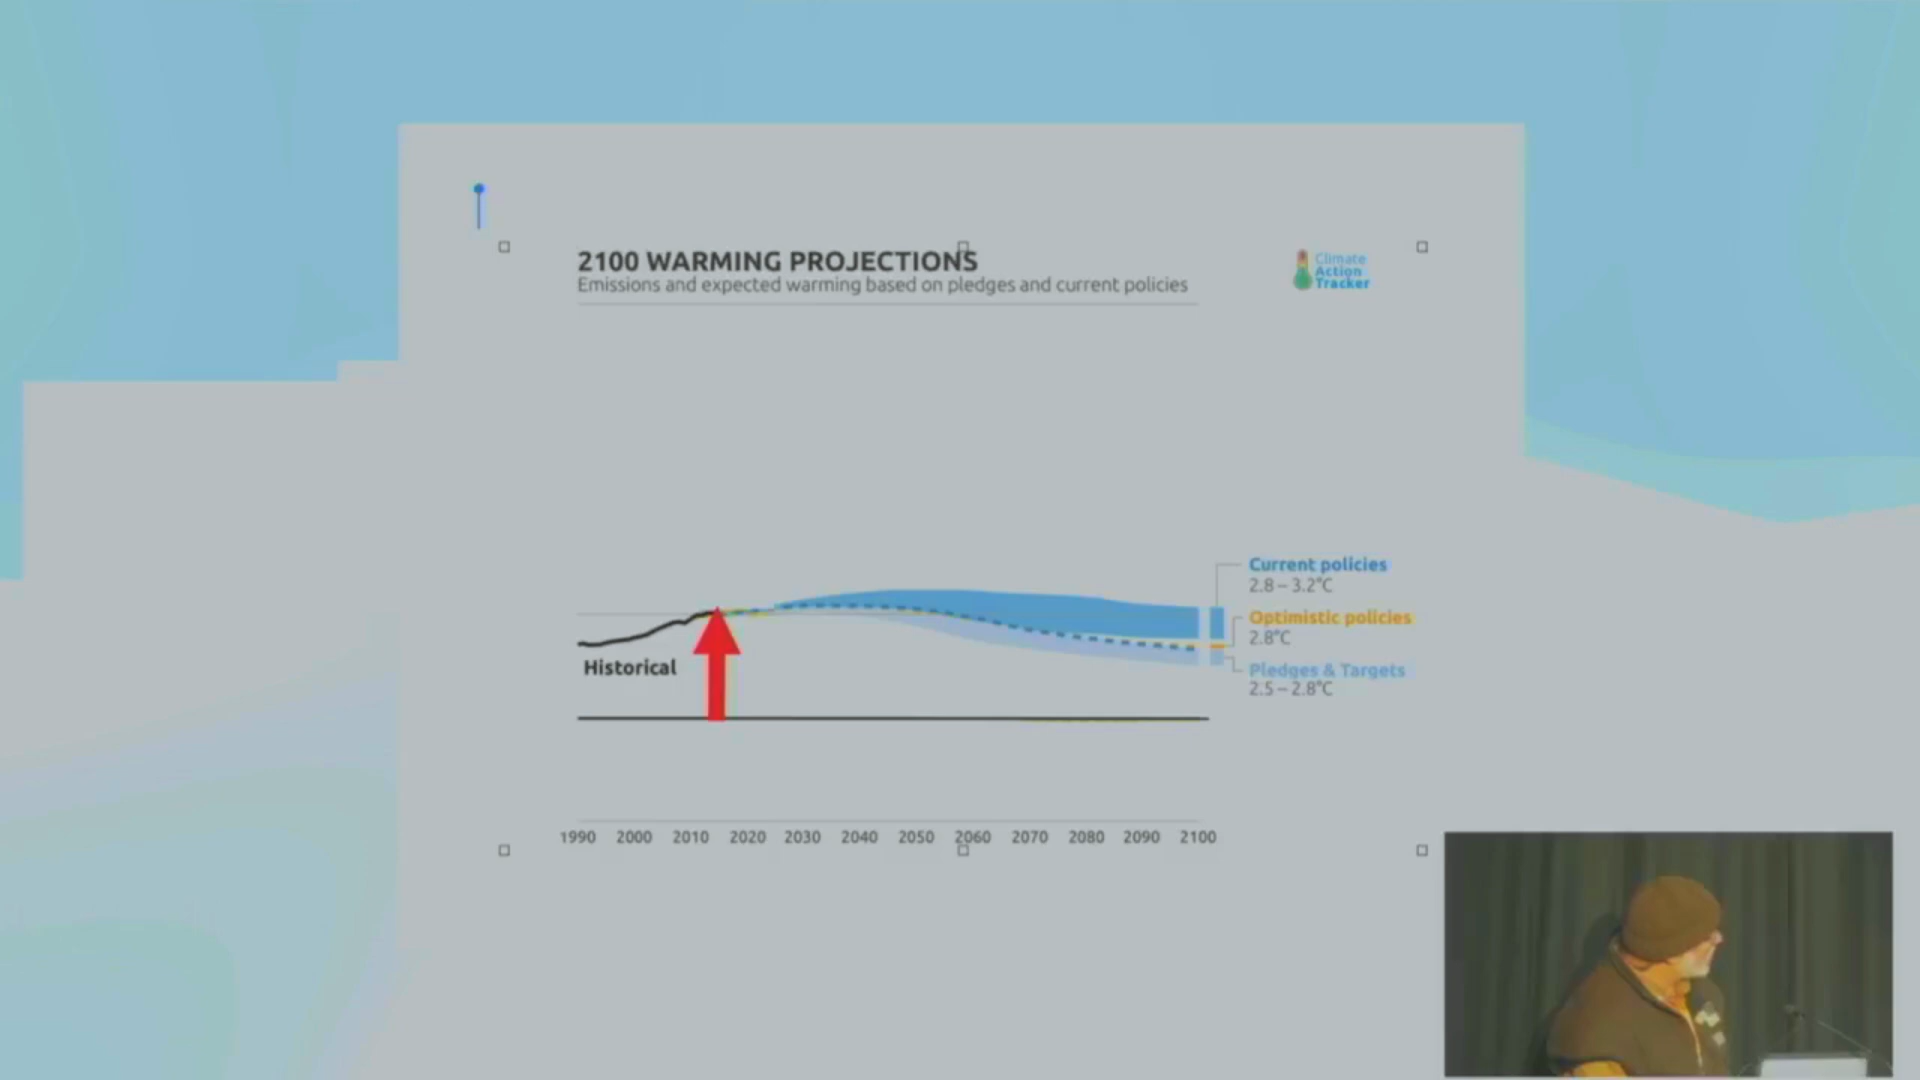 2100 WARMING PROJECTIONS
Emissions and expected warming based on pledges and current policies
Climate
Action
Tracker
Current policies
2.8 – 3.2°C
Optimistic policies
2.8°C
Pledges & Targets
2.5 – 2.8°C
Historical
1990 2000 2010 2020 2030 2040 2050 2060 2070 2080 2090 2100